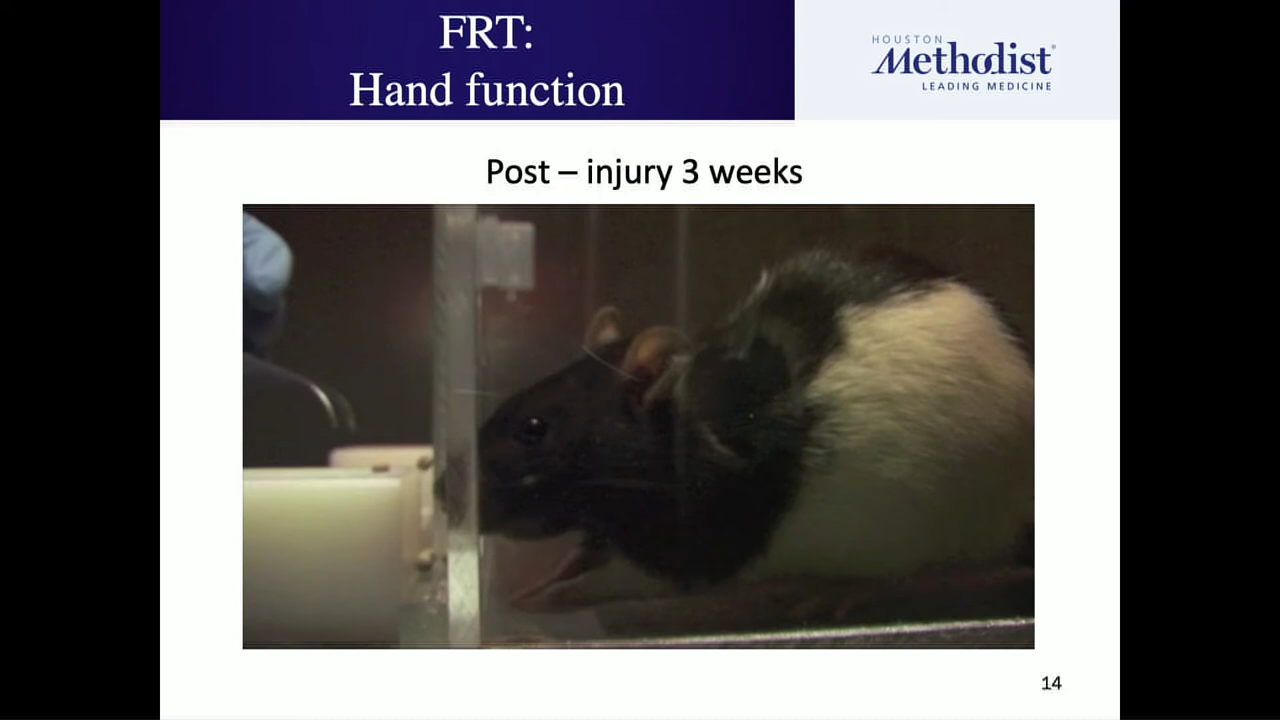 FRT:
Hand function
HOUSTON
Methodist
LEADING MEDICINE
Post – injury 3 weeks
14